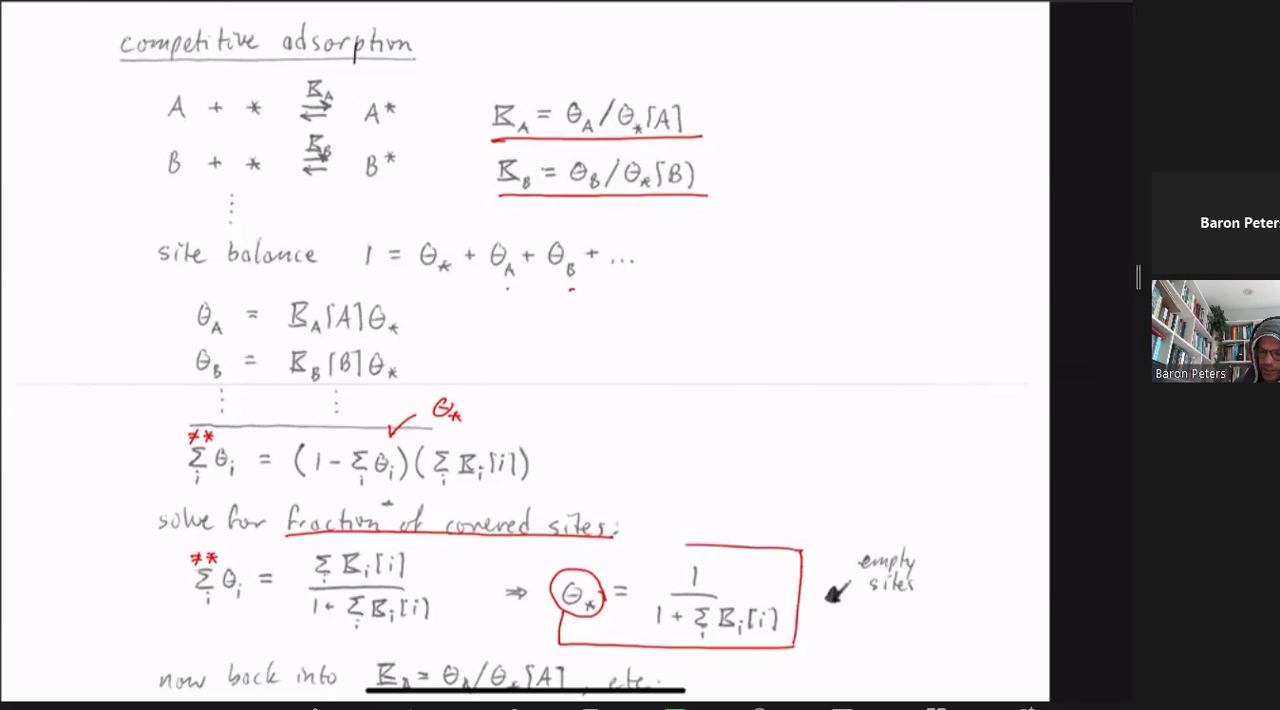 competitive adsorption
A + * ⇌ A*
K_A
K_A = θ_A/θ_*[A]
B + * ⇌ B*
K_B
K_B = θ_B/θ_*[B]
⋮
site balance 1 = θ_* + θ_A + θ_B + ...
θ_A = K_A[A]θ_*
θ_B = K_B[B]θ_*
⋮ ⋮
θ_*
≠*
Σ_i θ_i = (1 - Σ_i θ_i)(Σ_i K_i[i])
solve for fraction of covered sites:
≠*
Σ_i θ_i = Σ K_i[i] / 1 + Σ_i K_i[i] ⇒ θ_* = 1 / 1 + Σ_i K_i[i]
empty
sites
now back into K_A = θ_A/θ_*[A], etc.
Baron Peters
Baron Peters